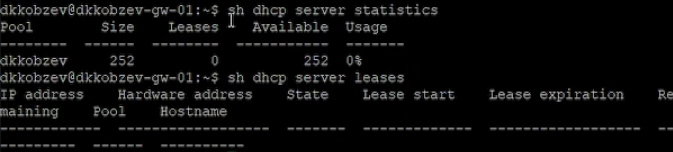 dkkobzev@dkkobzev-gw-01:~$ sh dhcp server statistics
Pool        Size    Leases    Available  Usage
--------  ------  --------  -----------  -------
dkkobzev     252         0          252  0%
dkkobzev@dkkobzev-gw-01:~$ sh dhcp server leases
IP address    Hardware address    State    Lease start    Lease expiration    Re
maining    Pool    Hostname
------------  ------------------  -------  -------------  ------------------  --
---------  ------  ----------